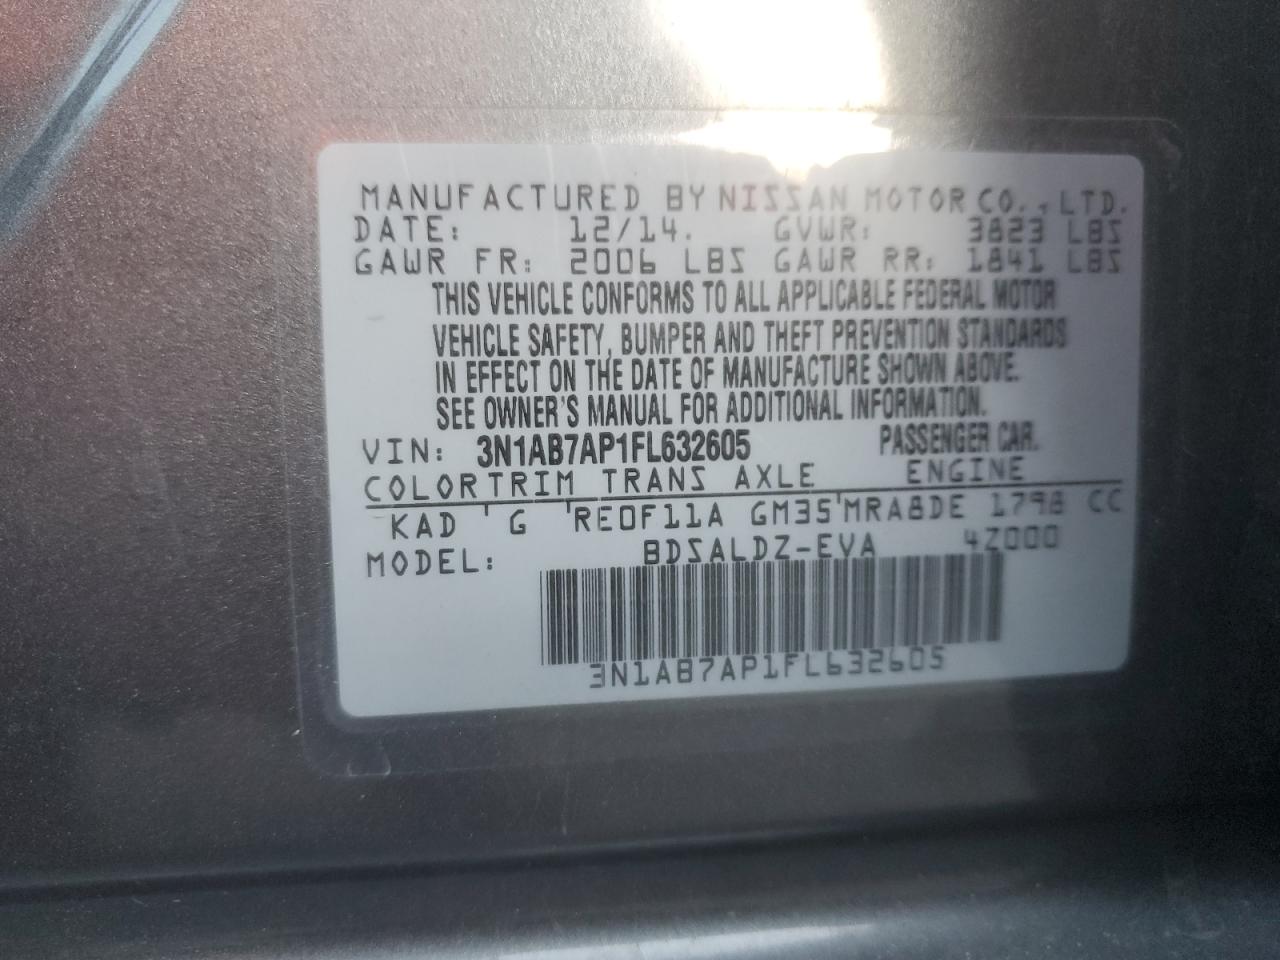 MANUFACTURED BY NISSAN MOTOR CO., LTD.
DATE: 12/14. GVWR: 3823 LBS
GAWR FR: 2006 LBS GAWR RR: 1841 LBS
THIS VEHICLE CONFORMS TO ALL APPLICABLE FEDERAL MOTOR
VEHICLE SAFETY, BUMPER AND THEFT PREVENTION STANDARDS
IN EFFECT ON THE DATE OF MANUFACTURE SHOWN ABOVE.
SEE OWNER'S MANUAL FOR ADDITIONAL INFORMATION.
VIN: 3N1AB7AP1FL632605 PASSENGER CAR.
COLOR TRIM TRANS AXLE ENGINE
KAD ' G 'RE0F11A GM35'MRA8DE 1798 CC
MODEL: BDSALDZ-EVA 4Z000
3N1AB7AP1FL632605